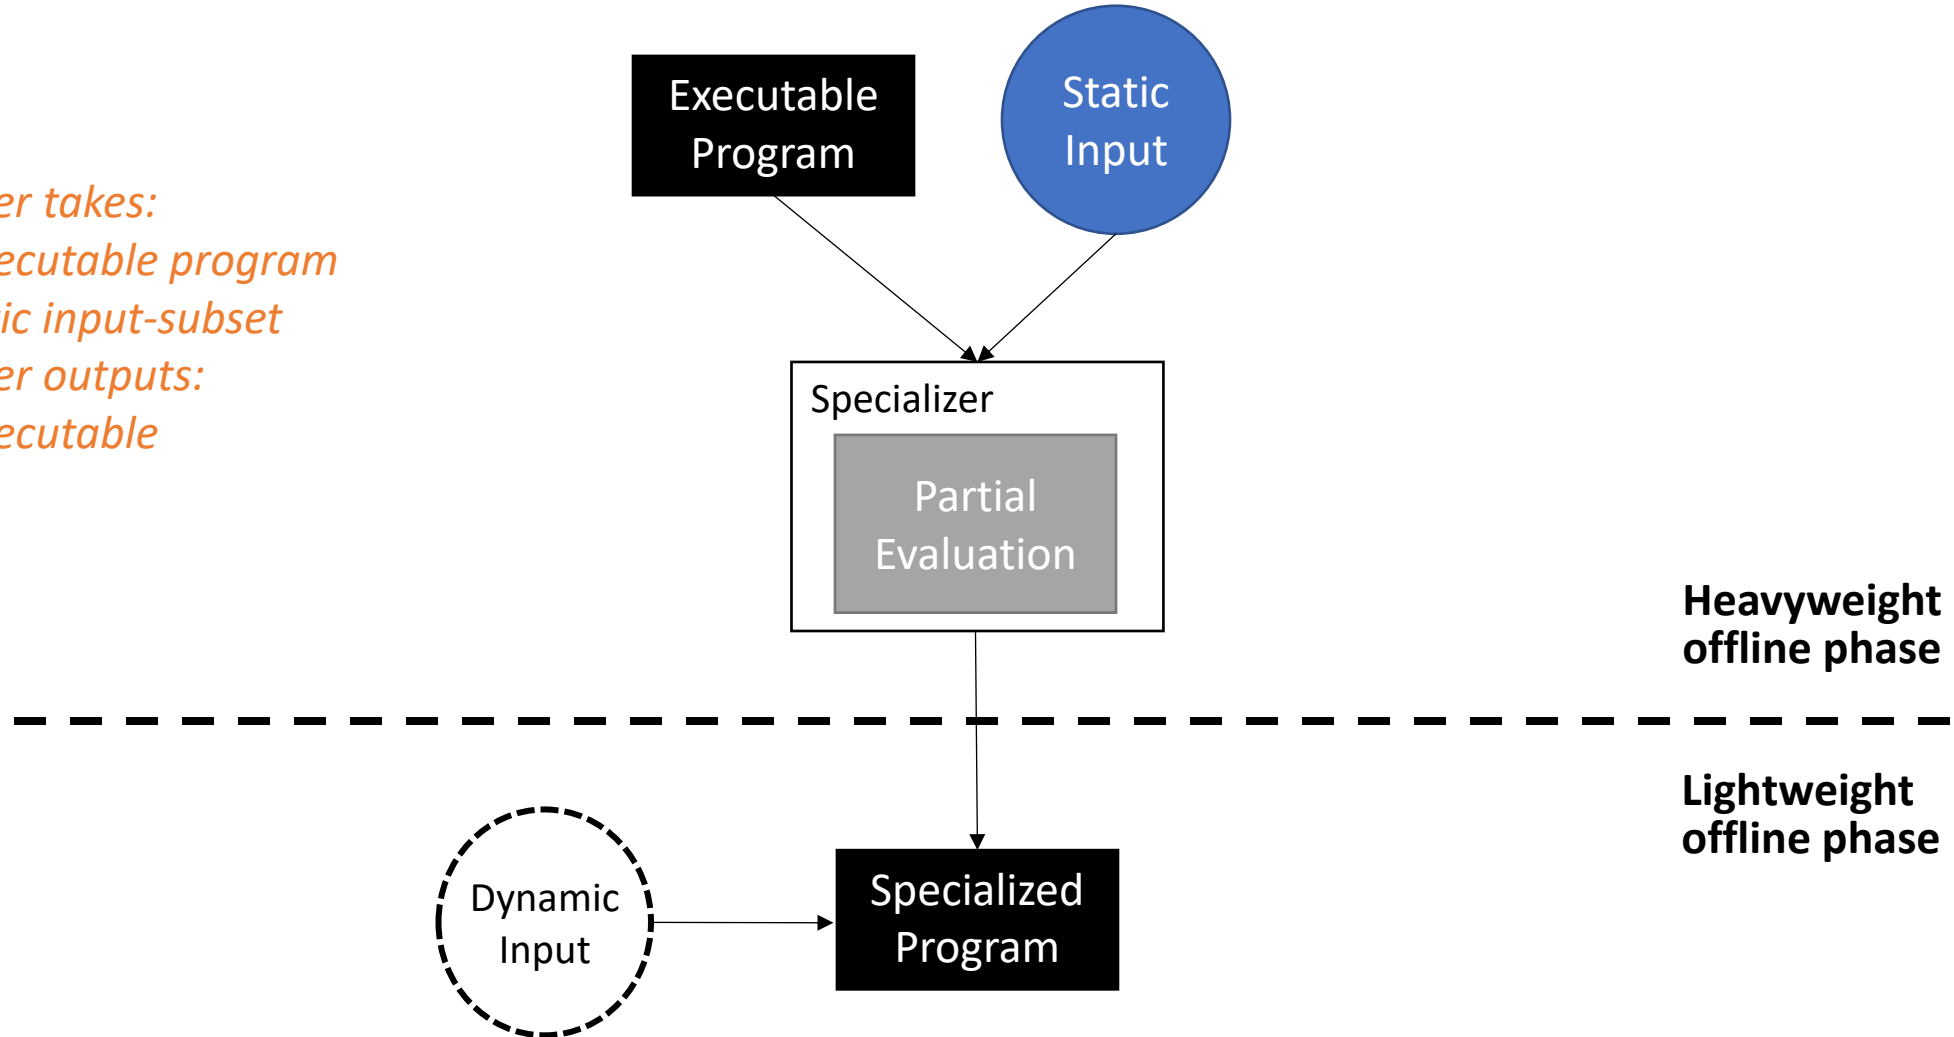 Executable
Program
Static
Input
er takes:
ecutable program
ic input-subset
er outputs:
ecutable
Specializer
Partial
Evaluation
Heavyweight
offline phase
Lightweight
offline phase
Dynamic
Input
Specialized
Program